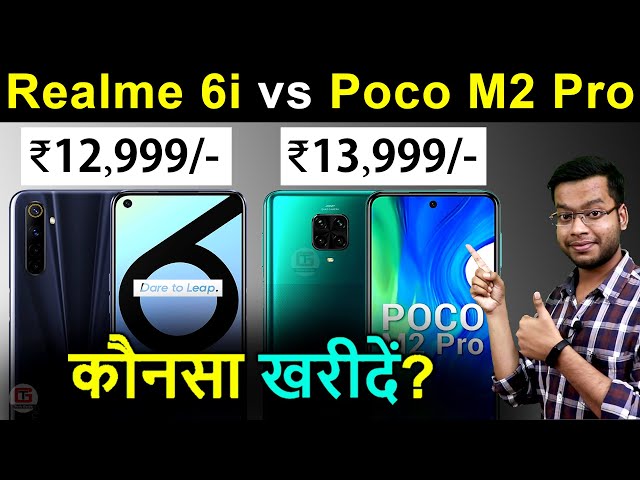 Realme 6i vs Poco M2 Pro
₹12,999/- ₹13,999/-
Dare to Leap.
POCO
M2 Pro
कौनसा खरीदें?